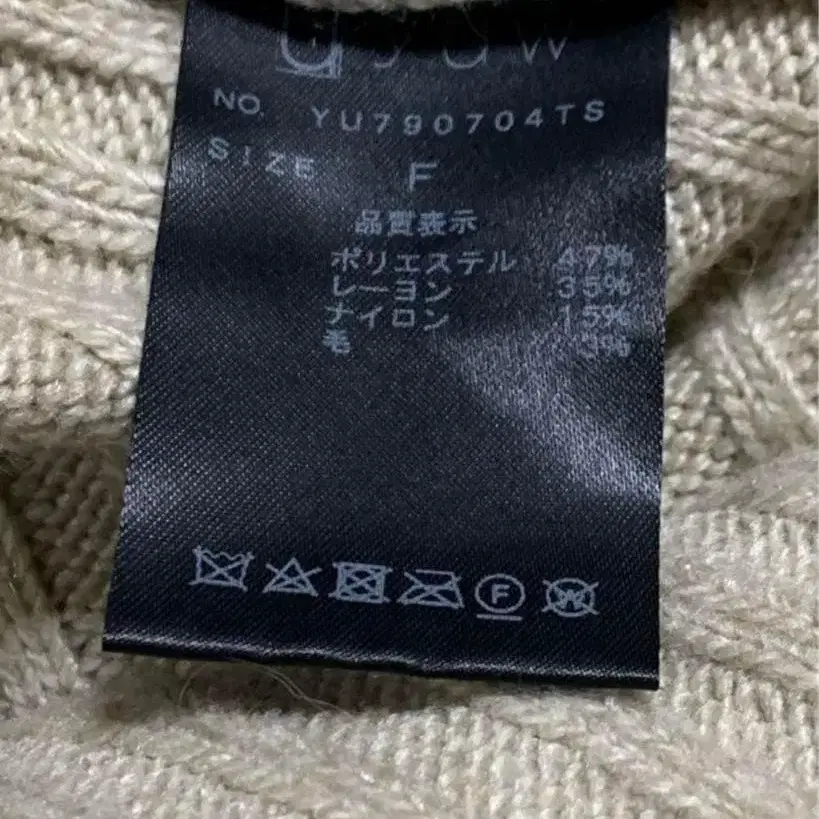 NO. YU790704TS
SIZE F
品質表示
ポリエステル 47%
レーヨン 35%
ナイロン 15%
毛 3%
F W